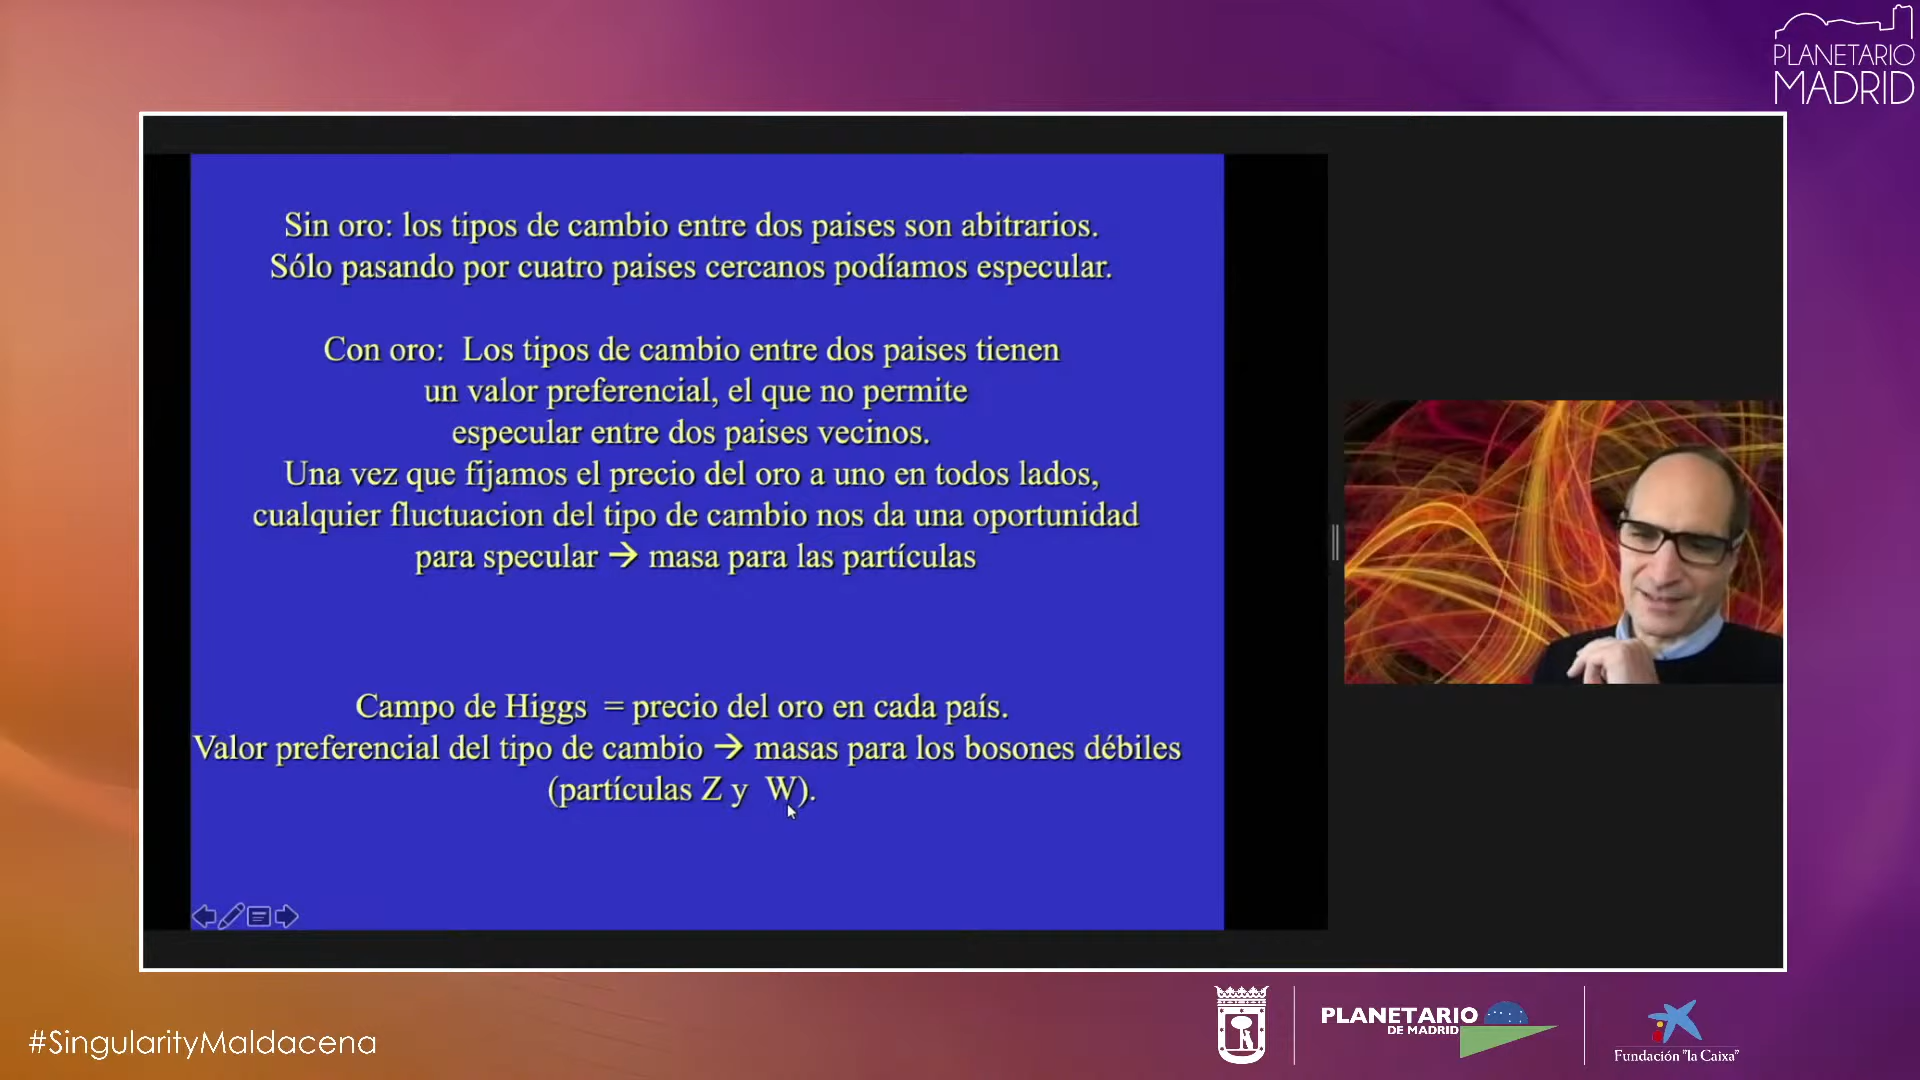 PLANETARIO
MADRID
Sin oro: los tipos de cambio entre dos paises son abitrarios.
Sólo pasando por cuatro paises cercanos podíamos especular.
Con oro:  Los tipos de cambio entre dos paises tienen
un valor preferencial, el que no permite
especular entre dos paises vecinos.
Una vez que fijamos el precio del oro a uno en todos lados,
cualquier fluctuacion del tipo de cambio nos da una oportunidad
para specular → masa para las partículas
Campo de Higgs  = precio del oro en cada país.
Valor preferencial del tipo de cambio → masas para los bosones débiles
(partículas Z y  W).
#SingularityMaldacena
PLANETARIO
DE MADRID
Fundación "la Caixa"